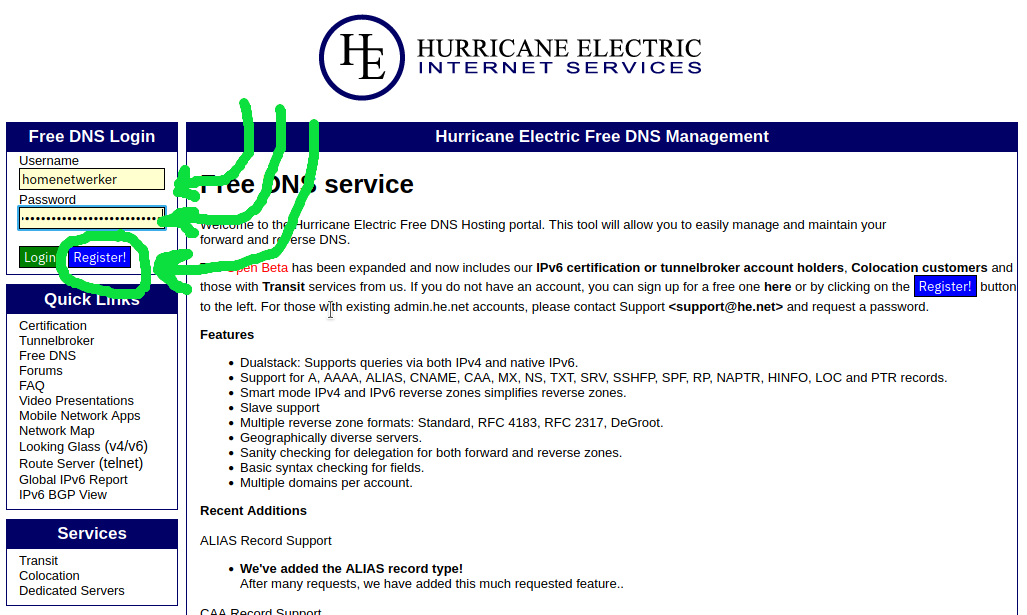 HE
HURRICANE ELECTRIC
INTERNET SERVICES
Free DNS Login
Username
homenetwerker
Password
Login
Register!
Quick Links
Certification
Tunnelbroker
Free DNS
Forums
FAQ
Video Presentations
Mobile Network Apps
Network Map
Looking Glass (v4/v6)
Route Server (telnet)
Global IPv6 Report
IPv6 BGP View
Services
Transit
Colocation
Dedicated Servers
Hurricane Electric Free DNS Management
Free DNS service
Welcome to the Hurricane Electric Free DNS Hosting portal. This tool will allow you to easily manage and maintain your
forward and reverse DNS.
Open Beta has been expanded and now includes our IPv6 certification or tunnelbroker account holders, Colocation customers and
those with Transit services from us. If you do not have an account, you can sign up for a free one here or by clicking on the Register! button
to the left. For those with existing admin.he.net accounts, please contact Support <support@he.net> and request a password.
Features
• Dualstack: Supports queries via both IPv4 and native IPv6.
• Support for A, AAAA, ALIAS, CNAME, CAA, MX, NS, TXT, SRV, SSHFP, SPF, RP, NAPTR, HINFO, LOC and PTR records.
• Smart mode IPv4 and IPv6 reverse zones simplifies reverse zones.
• Slave support
• Multiple reverse zone formats: Standard, RFC 4183, RFC 2317, DeGroot.
• Geographically diverse servers.
• Sanity checking for delegation for both forward and reverse zones.
• Basic syntax checking for fields.
• Multiple domains per account.
Recent Additions
ALIAS Record Support
• We've added the ALIAS record type!
After many requests, we have added this much requested feature..
CAA Record Support